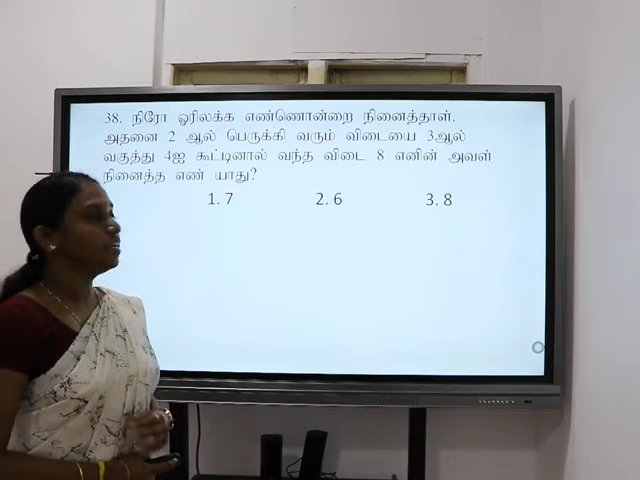 38. நிரோ ஓரிலக்க எண்ணொன்றை நினைத்தாள்.
அதனை 2 ஆல் பெருக்கி வரும் விடையை 3ஆல்
வகுத்து 4ஐ கூட்டினால் வந்த விடை 8 எனின் அவள்
நினைத்த எண் யாது?
1. 7 2. 6 3. 8